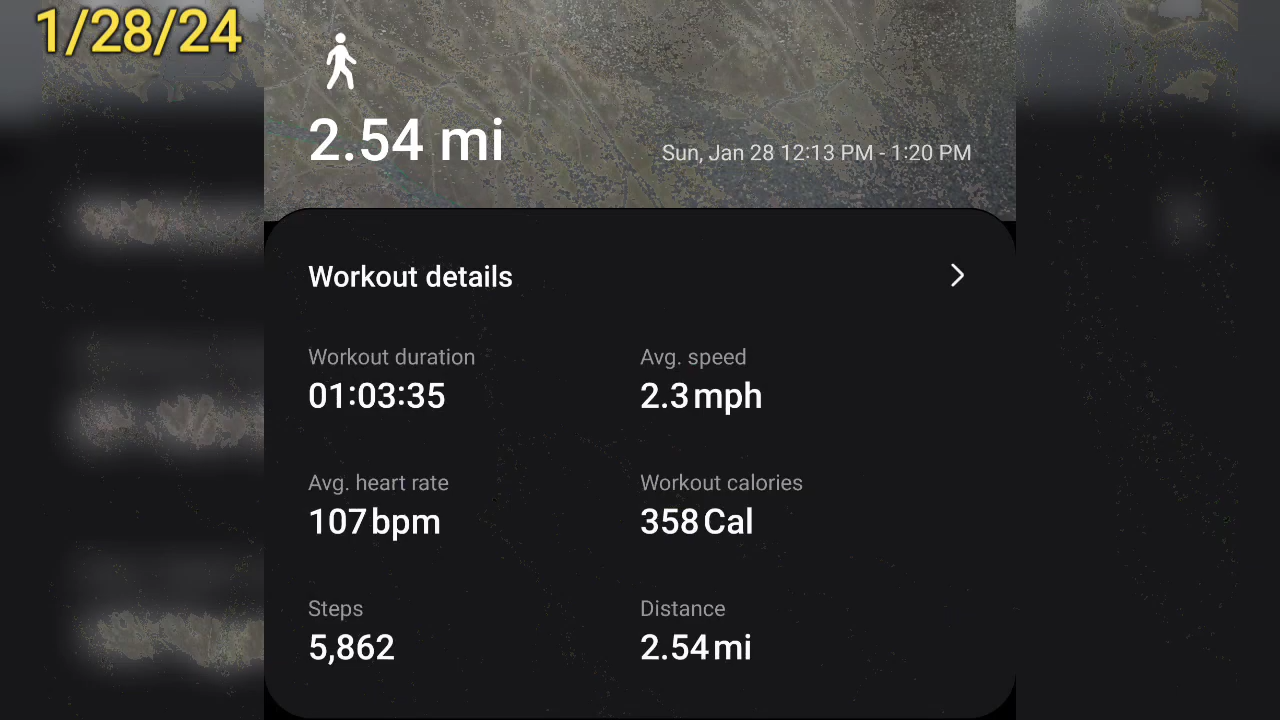 1/28/24
2.54 mi
Sun, Jan 28 12:13 PM - 1:20 PM
Workout details
Workout duration Avg. speed
01:03:35 2.3 mph
Avg. heart rate Workout calories
107 bpm 358 Cal
Steps Distance
5,862 2.54 mi